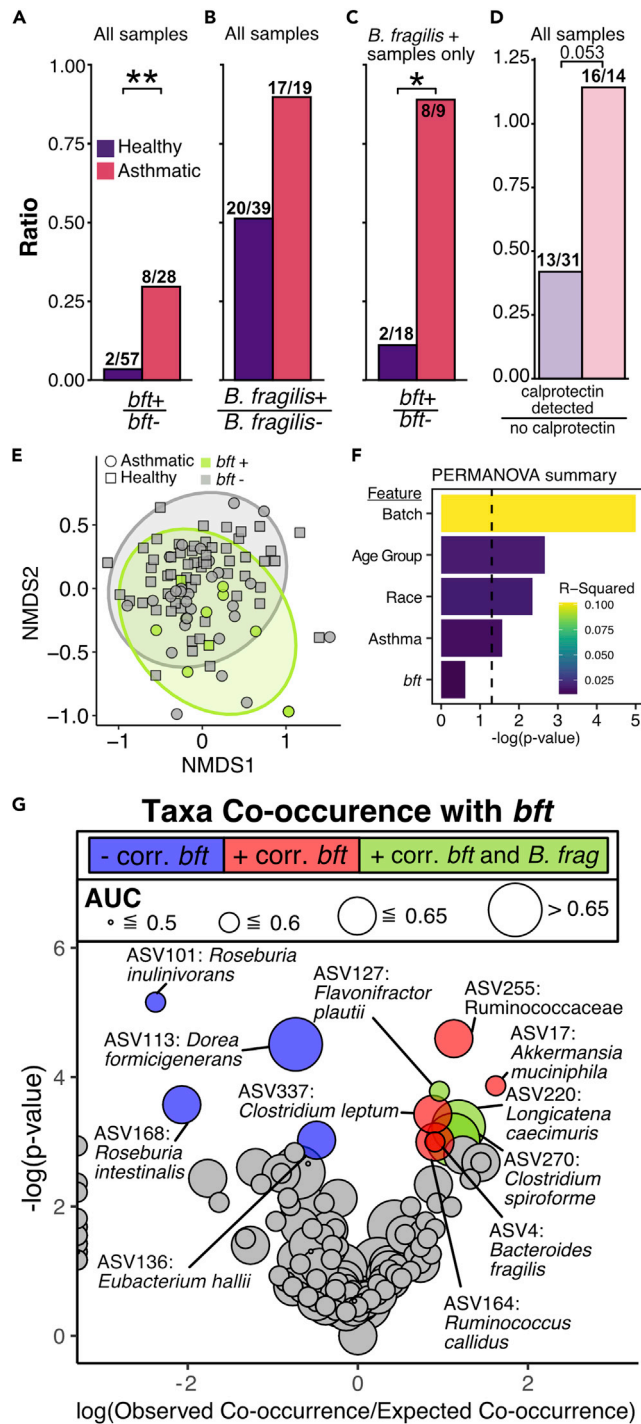 A
All samples
**
Ratio
1.00
0.75
0.50
0.25
0.00
Healthy
Asthmatic
2/57
8/28
bft+
bft-
B
All samples
20/39
17/19
B. fragilis+
B. fragilis-
C
B. fragilis +
samples only
*
2/18
8/9
bft+
bft-
D
All samples
0.053
1.25
1.00
0.75
0.50
0.25
0.00
13/31
16/14
calprotectin
detected
no calprotectin
E
Asthmatic
Healthy
bft +
bft -
NMDS2
0.5
0.0
−0.5
−1.0
−1
0
1
NMDS1
F
PERMANOVA summary
Feature
Batch
Age Group
Race
Asthma
bft
R−Squared
0.100
0.075
0.050
0.025
0
1
2
3
4
5
-log(p-value)
G
Taxa Co-occurence with bft
- corr. bft
+ corr. bft
+ corr. bft and B. frag
AUC
≦ 0.5
≦ 0.6
≦ 0.65
> 0.65
-log(p-value)
6
4
2
0
ASV101: Roseburia
inulinivorans
ASV127:
Flavonifractor
plautii
ASV255:
Ruminococcaceae
ASV113: Dorea
formicigenerans
ASV17:
Akkermansia
muciniphila
ASV337:
Clostridium leptum
ASV220:
Longicatena
caecimuris
ASV168:
Roseburia
intestinalis
ASV270:
Clostridium
spiroforme
ASV4:
Bacteroides
fragilis
ASV136:
Eubacterium hallii
ASV164:
Ruminococcus
callidus
-2
0
2
log(Observed Co-occurrence/Expected Co-occurrence)